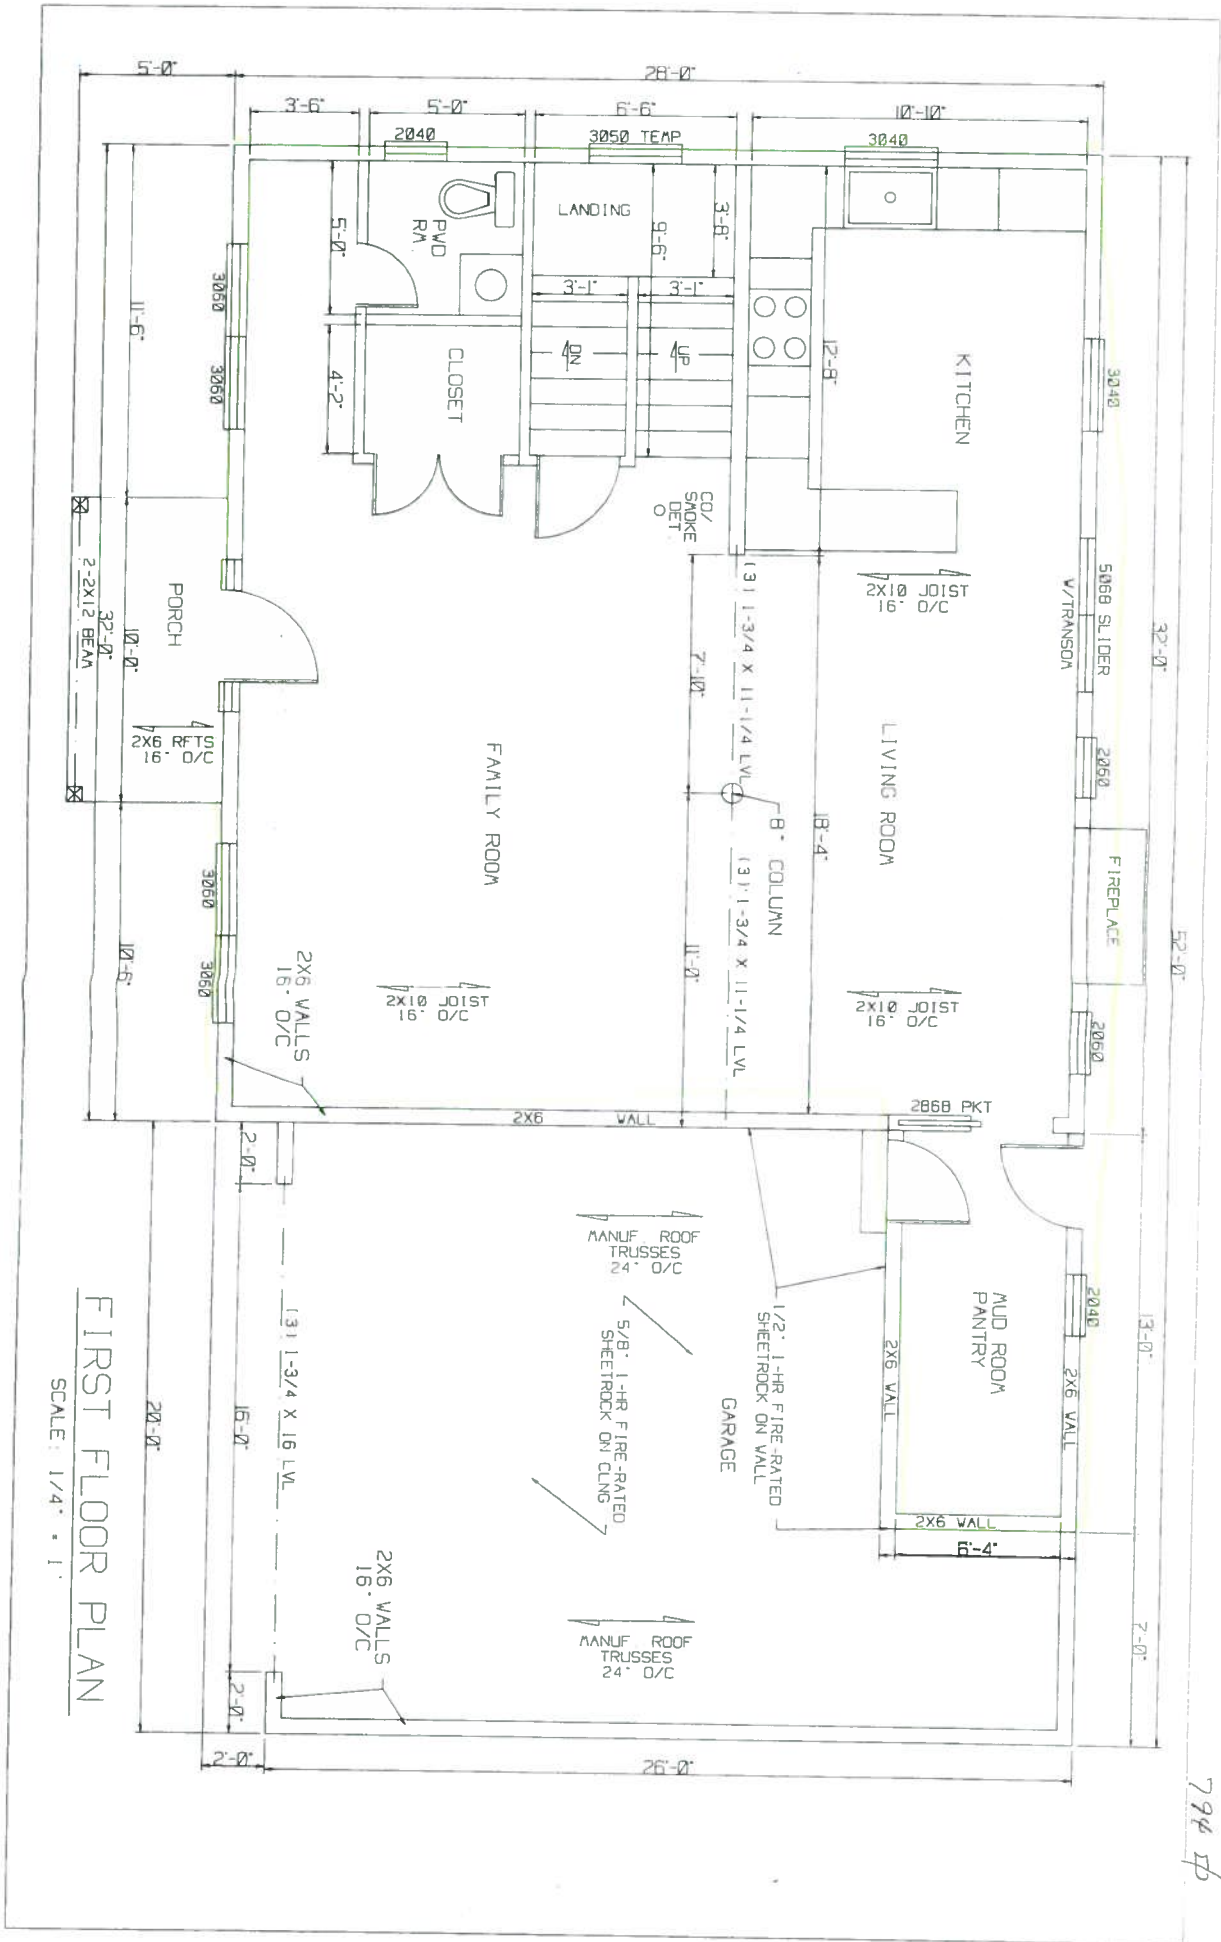 5'-0"
28'-0"
3'-6"
5'-0"
6'-6"
10'-10"
2040
3050 TEMP
3040
LANDING
3'-8"
9'-6"
PWD
RM
5'-0"
3'-1"
3'-1"
DN
UP
12'-8"
KITCHEN
3040
3060
3060
11'-6"
4'-2"
CLOSET
CO/
SMOKE
DET
5068 SLIDER
W/TRANSOM
32'-0"
52'-0"
2X10 JOIST
16" O/C
(3) 1-3/4 X 11-1/4 LVL
7'-10"
PORCH
2-2X12 BEAM
32'-0"
10'-0"
2X6 RFTS
16" O/C
FAMILY ROOM
LIVING ROOM
2060
8" COLUMN
18'-4"
(3) 1-3/4 X 11-1/4 LVL
11'-0"
FIREPLACE
3060
3060
10'-6"
2X6 WALLS
16" O/C
2X10 JOIST
16" O/C
2X10 JOIST
16" O/C
2060
2X6 WALL
2868 PKT
2'-0"
MANUF. ROOF
TRUSSES
24" O/C
1/2" 1-HR FIRE-RATED
SHEETROCK ON WALL
5/8" 1-HR FIRE-RATED
SHEETROCK ON CLNG
GARAGE
MUD ROOM
PANTRY
2040
13'-0"
2X6 WALL
2X6 WALL
2X6 WALL
6'-4"
7'-0"
(3) 1-3/4 X 16 LVL
16'-0"
20'-0"
2X6 WALLS
16" O/C
MANUF. ROOF
TRUSSES
24" O/C
2'-0"
2'-0"
26'-0"
FIRST FLOOR PLAN
SCALE: 1/4" = 1'